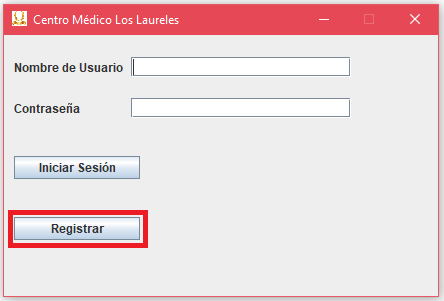 Centro Médico Los Laureles
Nombre de Usuario
Contraseña
Iniciar Sesión
Registrar